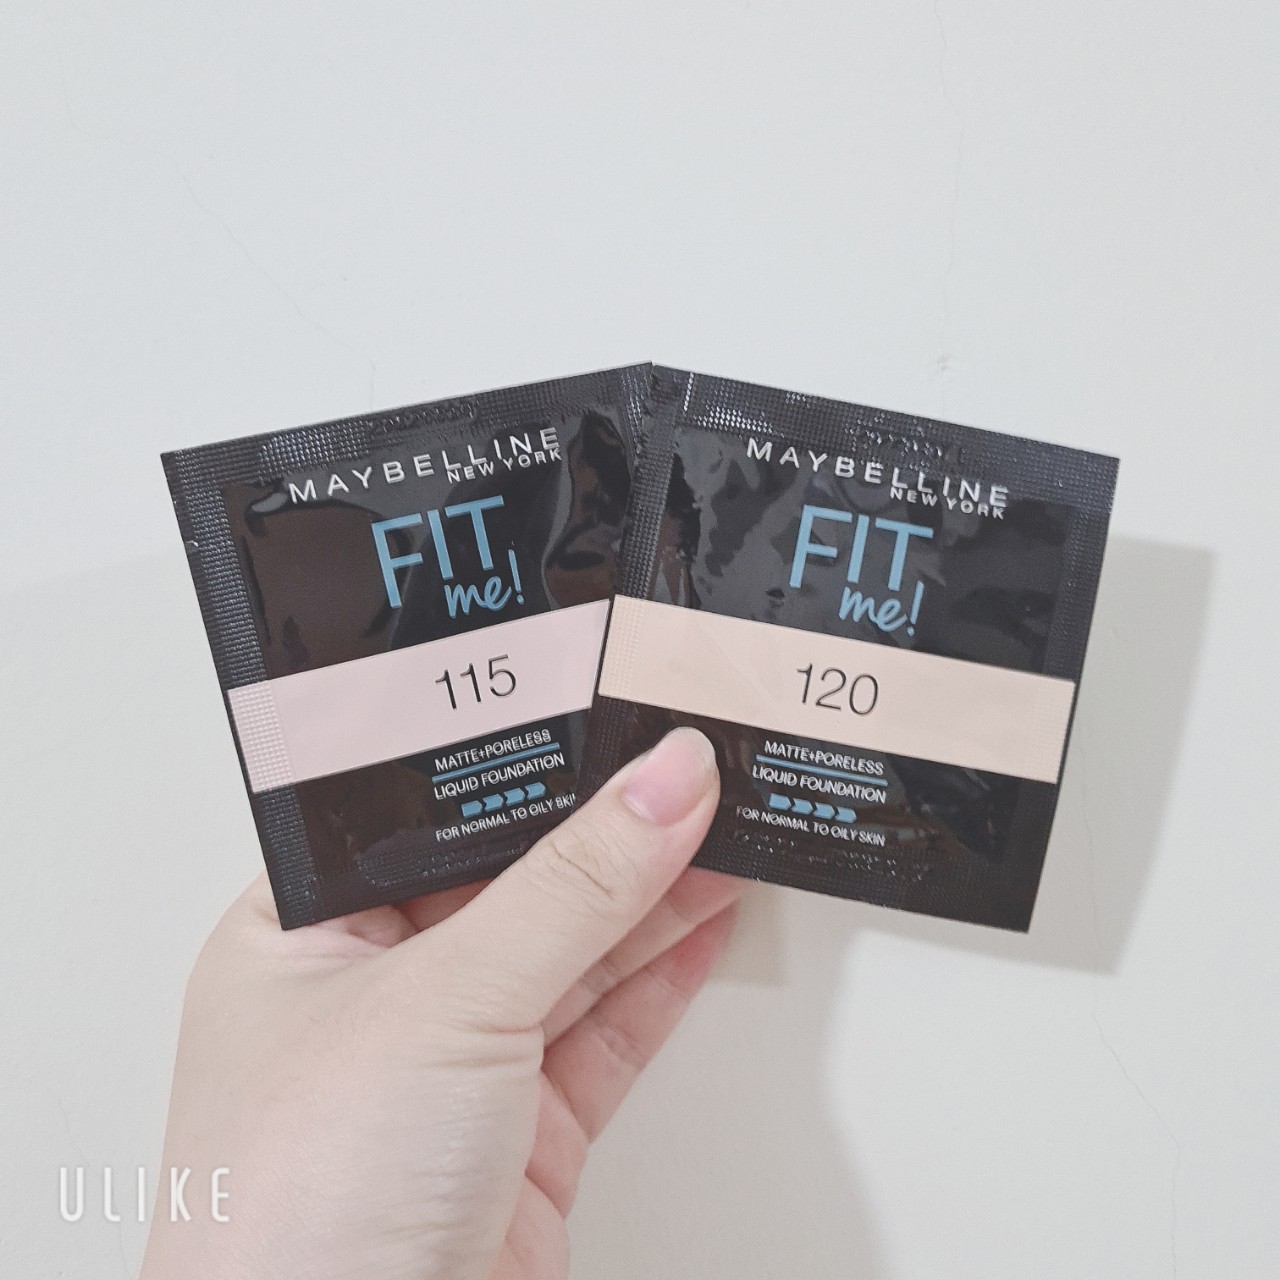 MAYBELLINE
NEW YORK
FIT
me!
115
MATTE+PORELESS
LIQUID FOUNDATION
FOR NORMAL TO OILY SKIN
MAYBELLINE
NEW YORK
FIT
me!
120
MATTE+PORELESS
LIQUID FOUNDATION
FOR NORMAL TO OILY SKIN
ULIKE